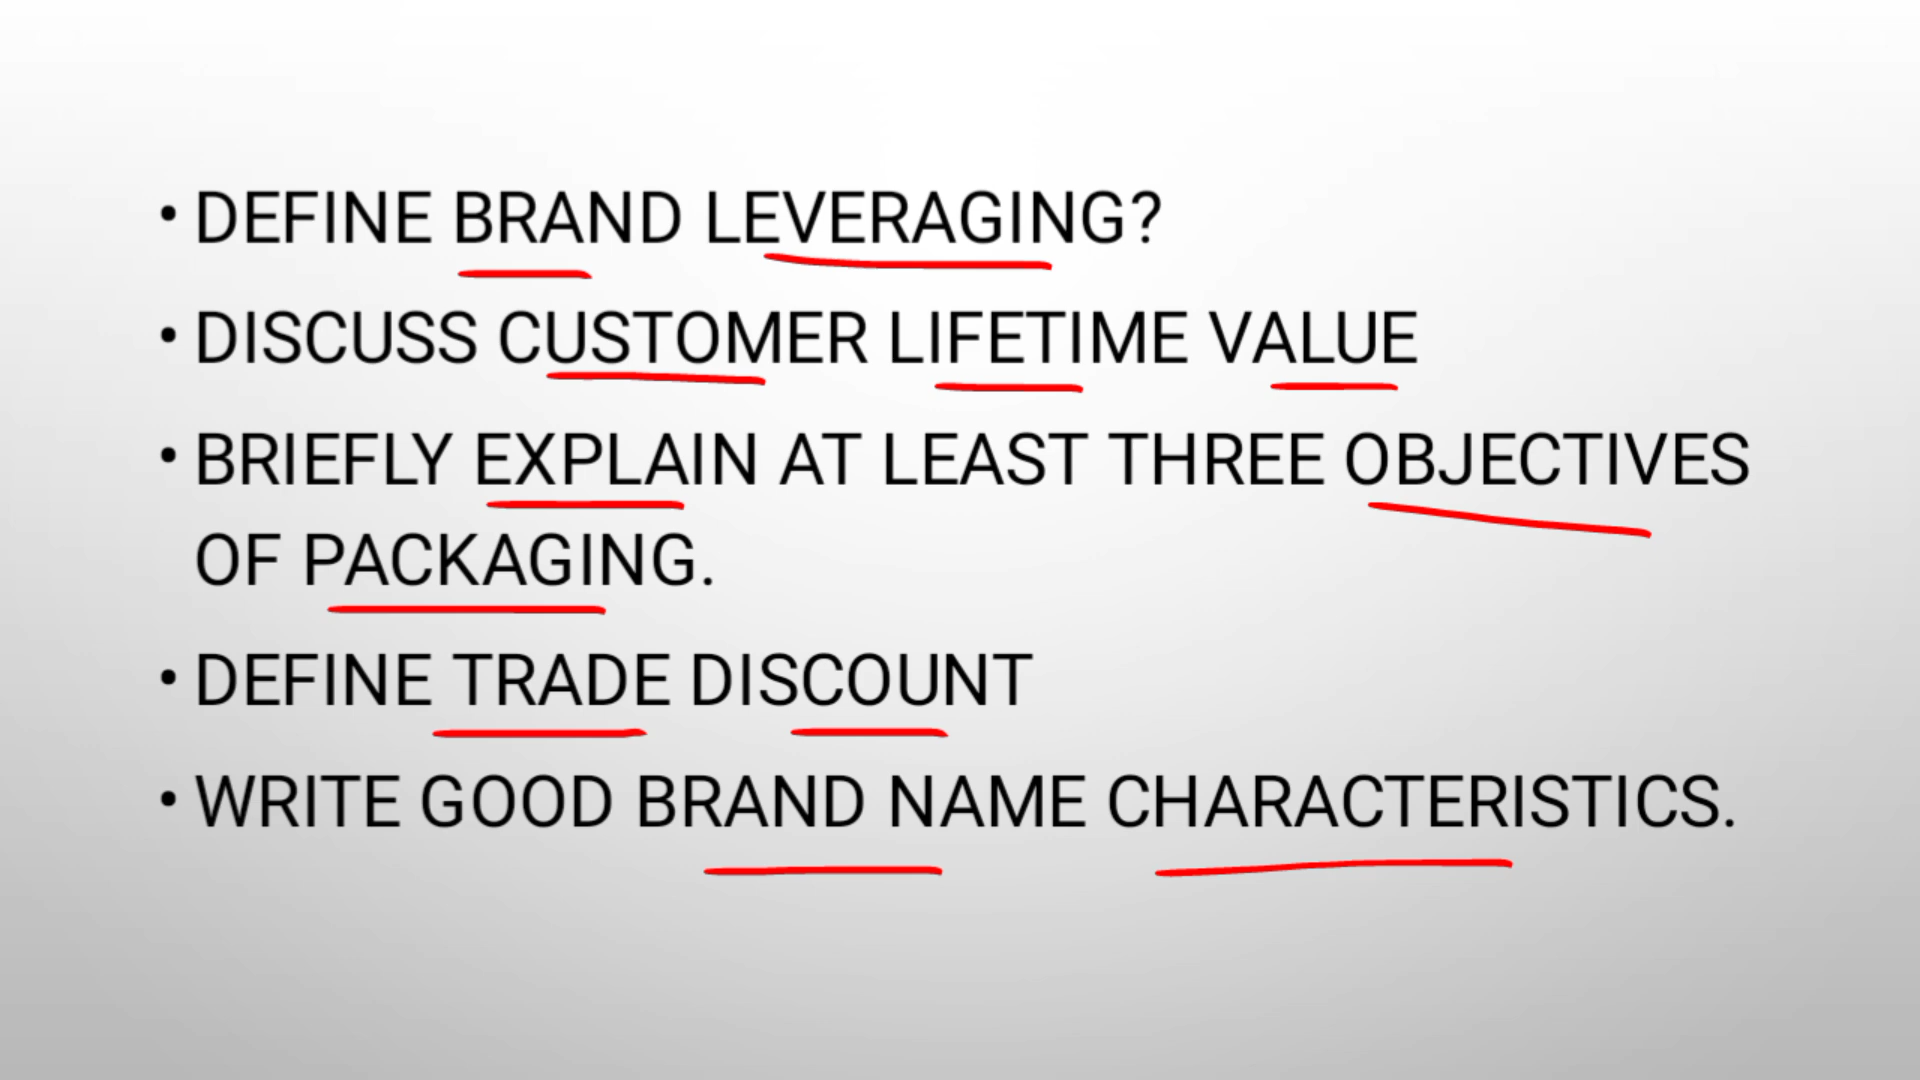 • DEFINE BRAND LEVERAGING?
• DISCUSS CUSTOMER LIFETIME VALUE
• BRIEFLY EXPLAIN AT LEAST THREE OBJECTIVES
OF PACKAGING.
• DEFINE TRADE DISCOUNT
• WRITE GOOD BRAND NAME CHARACTERISTICS.